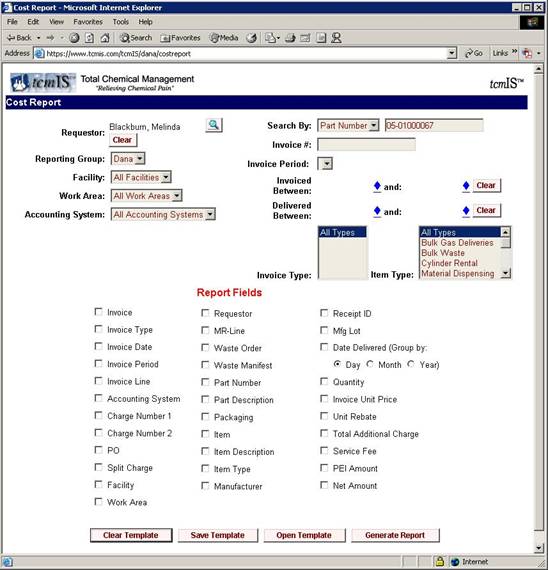 Cost Report - Microsoft Internet Explorer
File Edit View Favorites Tools Help
Back Search Favorites Media
Address https://www.tcmis.com/tcmIS/dana/costreport Go Links »
tcmIS™ Total Chemical Management tcmIS™
"Relieving Chemical Pain"
Cost Report
Requestor: Blackburn, Melinda
Clear
Search By: Part Number 05-01000067
Invoice #:
Reporting Group: Dana
Invoice Period:
Facility: All Facilities
Invoiced Between: and: Clear
Work Area: All Work Areas
Delivered Between: and: Clear
Accounting System: All Accounting Systems
Invoice Type: All Types
Item Type: All Types
Bulk Gas Deliveries
Bulk Waste
Cylinder Rental
Material Dispensing
Report Fields
Invoice Requestor Receipt ID
Invoice Type MR-Line Mfg Lot
Invoice Date Waste Order Date Delivered (Group by:
Invoice Period Waste Manifest Day Month Year)
Invoice Line Part Number Quantity
Accounting System Part Description Invoice Unit Price
Charge Number 1 Packaging Unit Rebate
Charge Number 2 Item Total Additional Charge
PO Item Description Service Fee
Split Charge Item Type PEI Amount
Facility Manufacturer Net Amount
Work Area
Clear Template Save Template Open Template Generate Report
Internet